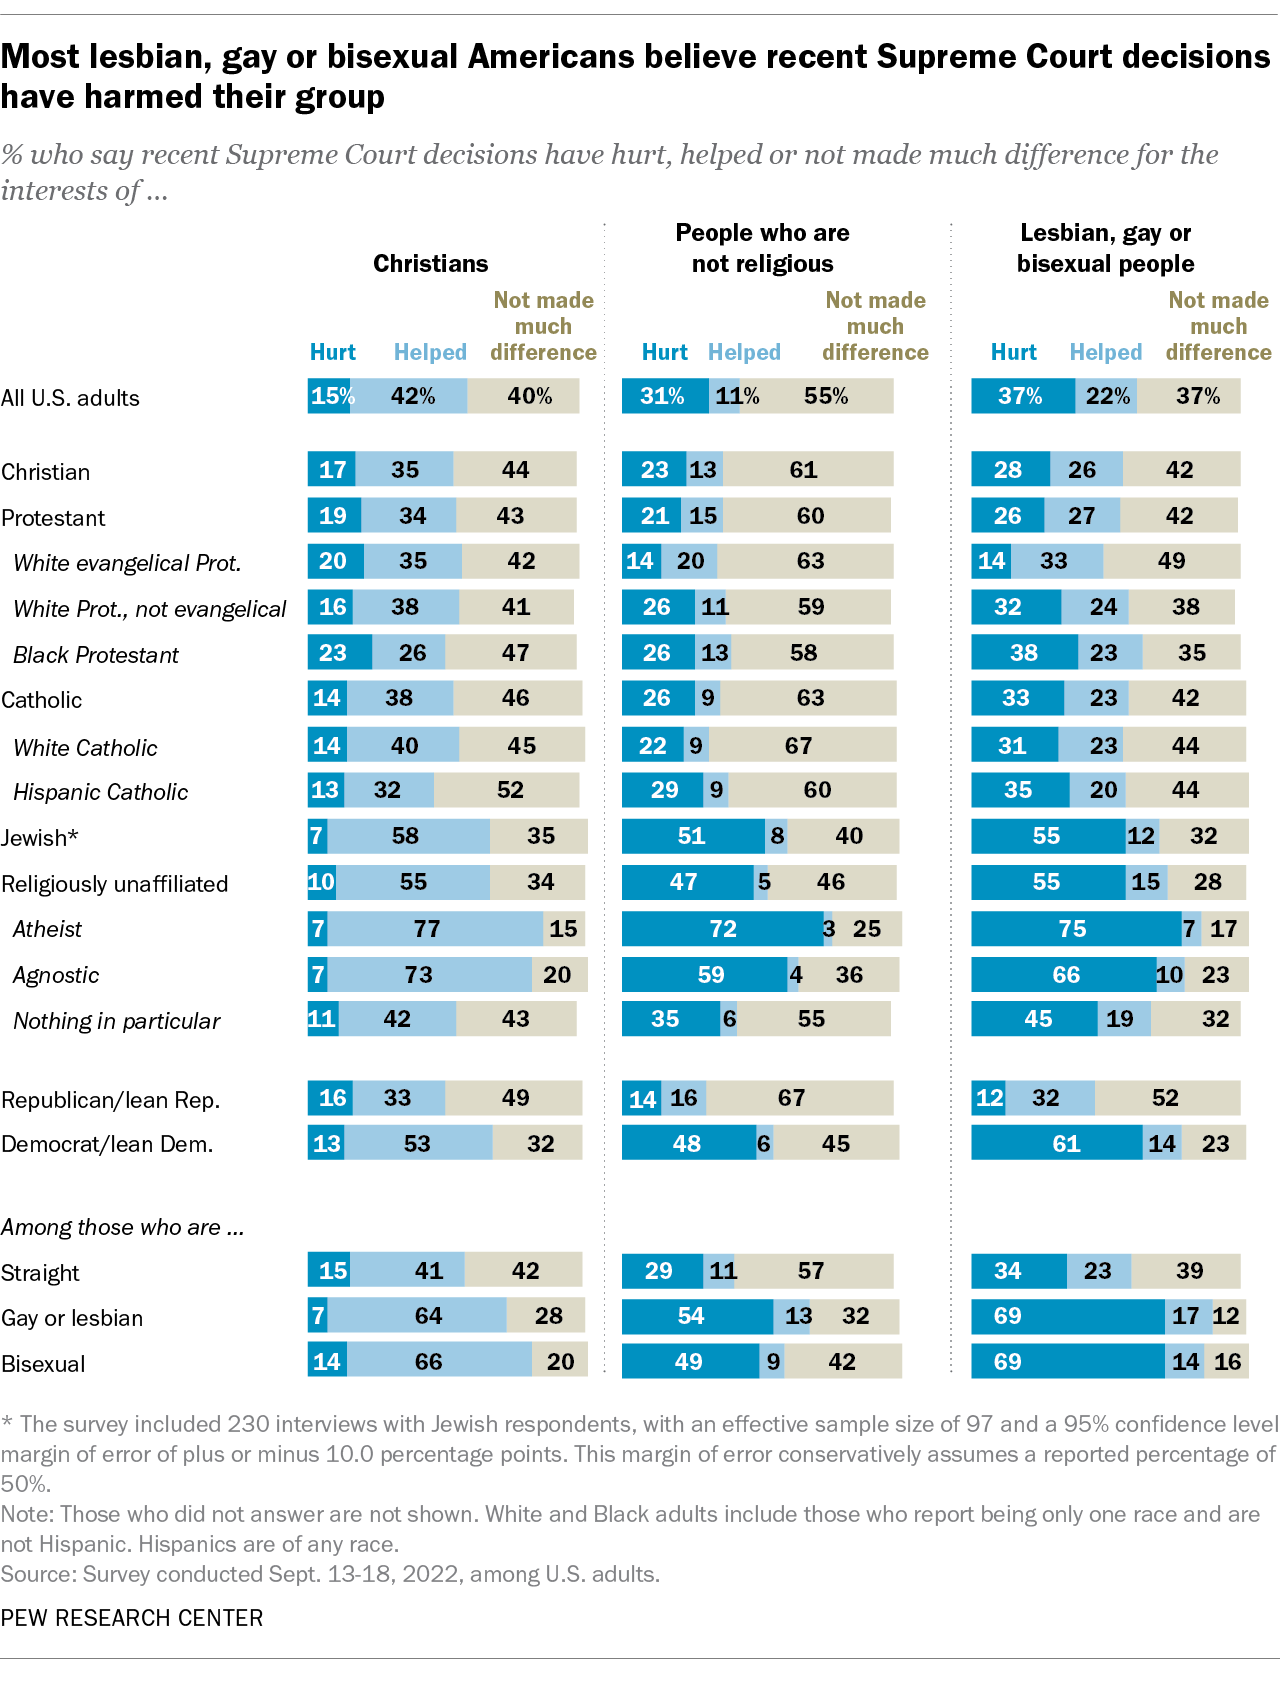 Most lesbian, gay or bisexual Americans believe recent Supreme Court decisions
have harmed their group
% who say recent Supreme Court decisions have hurt, helped or not made much difference for the
interests of ...
Christians
People who are
not religious
Lesbian, gay or
bisexual people
Hurt Helped Not made much difference Hurt Helped Not made much difference Hurt Helped Not made much difference
All U.S. adults 15% 42% 40% 31% 11% 55% 37% 22% 37%
Christian 17 35 44 23 13 61 28 26 42
Protestant 19 34 43 21 15 60 26 27 42
White evangelical Prot. 20 35 42 14 20 63 14 33 49
White Prot., not evangelical 16 38 41 26 11 59 32 24 38
Black Protestant 23 26 47 26 13 58 38 23 35
Catholic 14 38 46 26 9 63 33 23 42
White Catholic 14 40 45 22 9 67 31 23 44
Hispanic Catholic 13 32 52 29 9 60 35 20 44
Jewish* 7 58 35 51 8 40 55 12 32
Religiously unaffiliated 10 55 34 47 5 46 55 15 28
Atheist 7 77 15 72 3 25 75 7 17
Agnostic 7 73 20 59 4 36 66 10 23
Nothing in particular 11 42 43 35 6 55 45 19 32
Republican/lean Rep. 16 33 49 14 16 67 12 32 52
Democrat/lean Dem. 13 53 32 48 6 45 61 14 23
Among those who are ...
Straight 15 41 42 29 11 57 34 23 39
Gay or lesbian 7 64 28 54 13 32 69 17 12
Bisexual 14 66 20 49 9 42 69 14 16
* The survey included 230 interviews with Jewish respondents, with an effective sample size of 97 and a 95% confidence level
margin of error of plus or minus 10.0 percentage points. This margin of error conservatively assumes a reported percentage of
50%.
Note: Those who did not answer are not shown. White and Black adults include those who report being only one race and are
not Hispanic. Hispanics are of any race.
Source: Survey conducted Sept. 13-18, 2022, among U.S. adults.
PEW RESEARCH CENTER